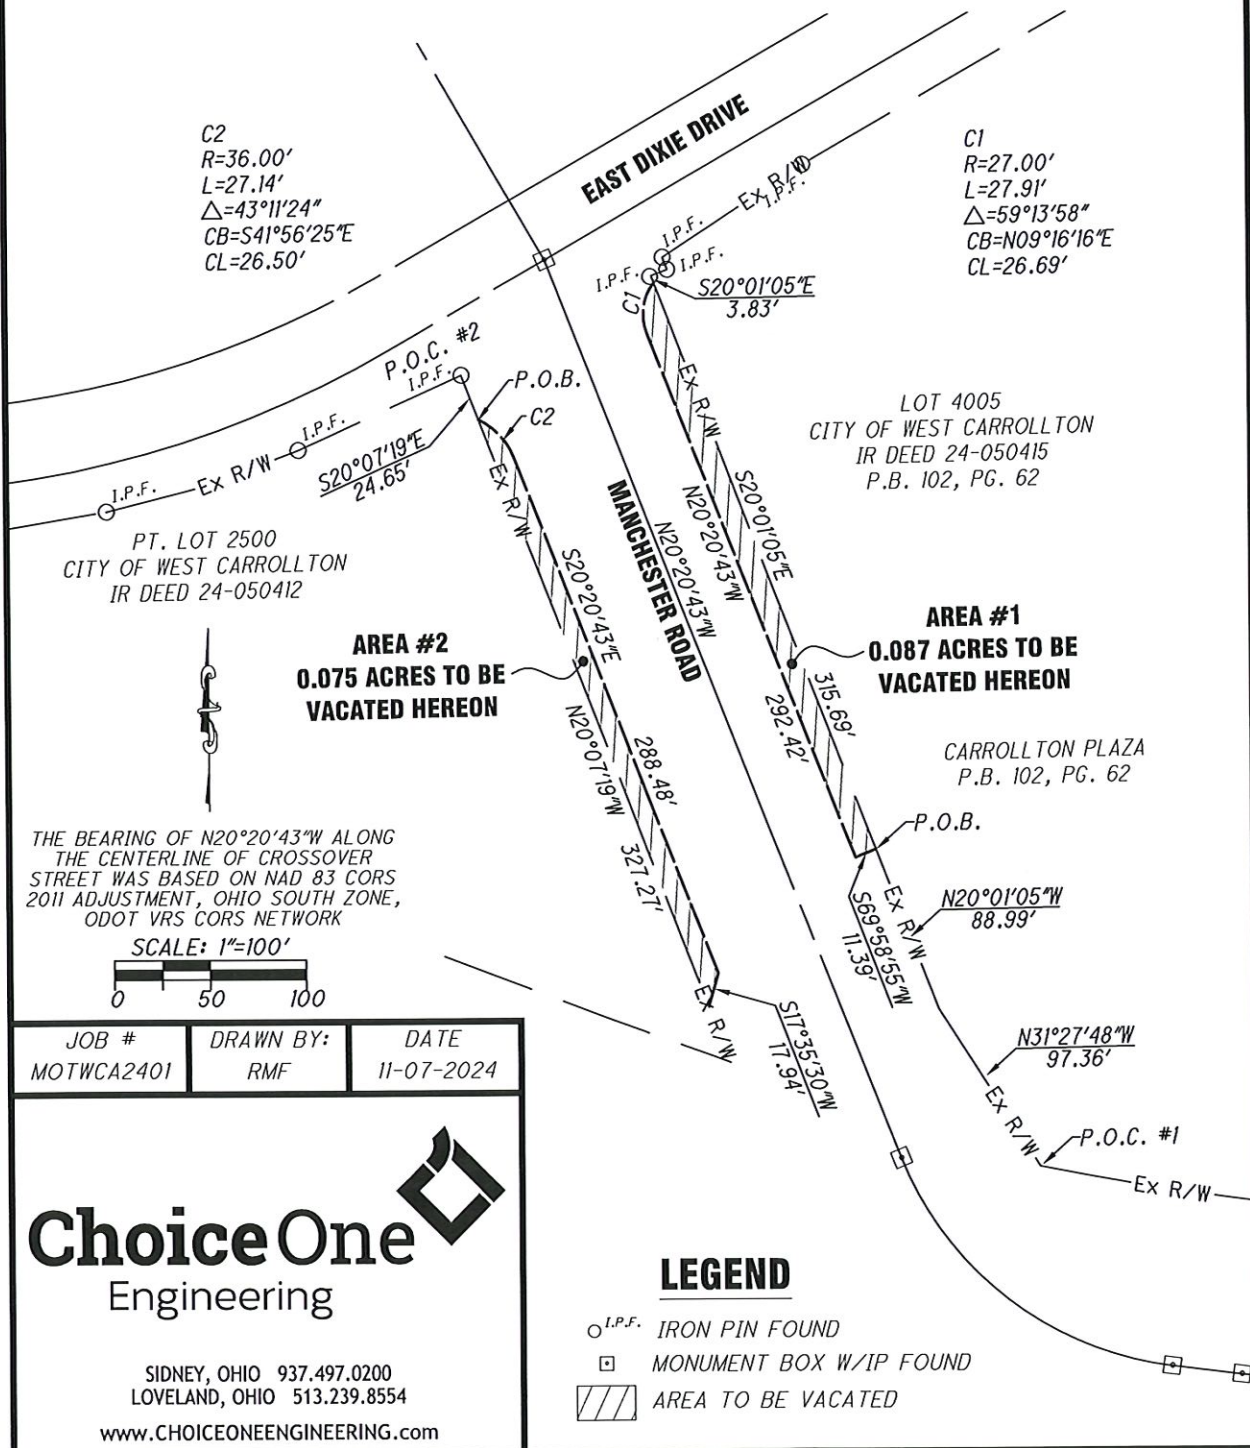 C2
R=36.00'
L=27.14'
△=43°11'24"
CB=S41°56'25"E
CL=26.50'
EAST DIXIE DRIVE
C1
R=27.00'
L=27.91'
△=59°13'58"
CB=N09°16'16"E
CL=26.69'
Ex R/W
I.P.F.
I.P.F.
I.P.F.
I.P.F.
S20°01'05"E
3.83'
C1
P.O.C. #2
I.P.F.
P.O.B.
C2
I.P.F.
Ex R/W
I.P.F.
S20°07'19"E
24.65'
Ex R/W
Ex R/W
LOT 4005
CITY OF WEST CARROLLTON
IR DEED 24-050415
P.B. 102, PG. 62
PT. LOT 2500
CITY OF WEST CARROLLTON
IR DEED 24-050412
MANCHESTER ROAD
N20°20'43"W
N20°20'43"W
292.42'
S20°01'05"E
315.69'
S20°20'43"E
288.48'
N20°07'19"W
327.27'
AREA #2
0.075 ACRES TO BE
VACATED HEREON
AREA #1
0.087 ACRES TO BE
VACATED HEREON
CARROLLTON PLAZA
P.B. 102, PG. 62
P.O.B.
THE BEARING OF N20°20'43"W ALONG
THE CENTERLINE OF CROSSOVER
STREET WAS BASED ON NAD 83 CORS
2011 ADJUSTMENT, OHIO SOUTH ZONE,
ODOT VRS CORS NETWORK
SCALE: 1"=100'
0 50 100
S69°58'55"W
11.39'
Ex R/W
N20°01'05"W
88.99'
Ex R/W
S17°35'30"W
17.94'
N31°27'48"W
97.36'
Ex R/W
P.O.C. #1
Ex R/W
JOB #
MOTWCA2401
DRAWN BY:
RMF
DATE
11-07-2024
Choice One
Engineering
SIDNEY, OHIO 937.497.0200
LOVELAND, OHIO 513.239.8554
www.CHOICEONEENGINEERING.com
LEGEND
I.P.F. IRON PIN FOUND
MONUMENT BOX W/IP FOUND
AREA TO BE VACATED